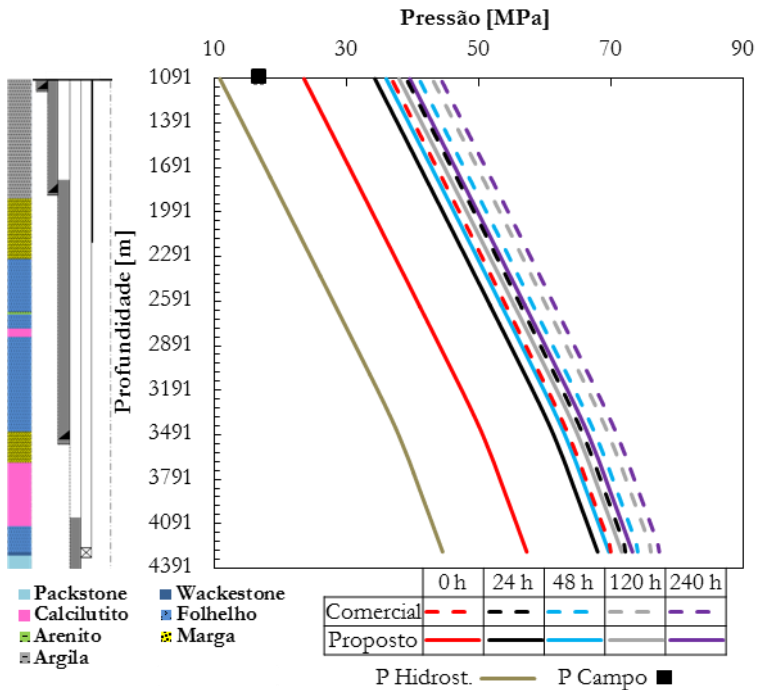 Pressão [MPa]
10 30 50 70 90
Profundidade [m]
1091
1391
1691
1991
2291
2591
2891
3191
3491
3791
4091
4391
Packstone Wackestone
Calcilutito Folhelho
Arenito Marga
Argila
0 h 24 h 48 h 120 h 240 h
Comercial
Proposto
P Hidrost. P Campo